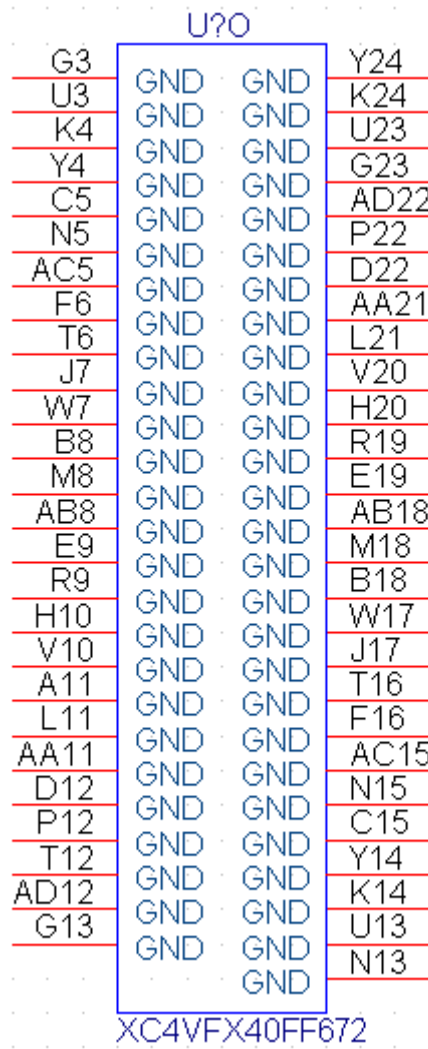 U?O
G3 GND GND Y24
U3 GND GND K24
K4 GND GND U23
Y4 GND GND G23
C5 GND GND AD22
N5 GND GND P22
AC5 GND GND D22
F6 GND GND AA21
T6 GND GND L21
J7 GND GND V20
W7 GND GND H20
B8 GND GND R19
M8 GND GND E19
AB8 GND GND AB18
E9 GND GND M18
R9 GND GND B18
H10 GND GND W17
V10 GND GND J17
A11 GND GND T16
L11 GND GND F16
AA11 GND GND AC15
D12 GND GND N15
P12 GND GND C15
T12 GND GND Y14
AD12 GND GND K14
G13 GND GND U13
GND N13
XC4VFX40FF672